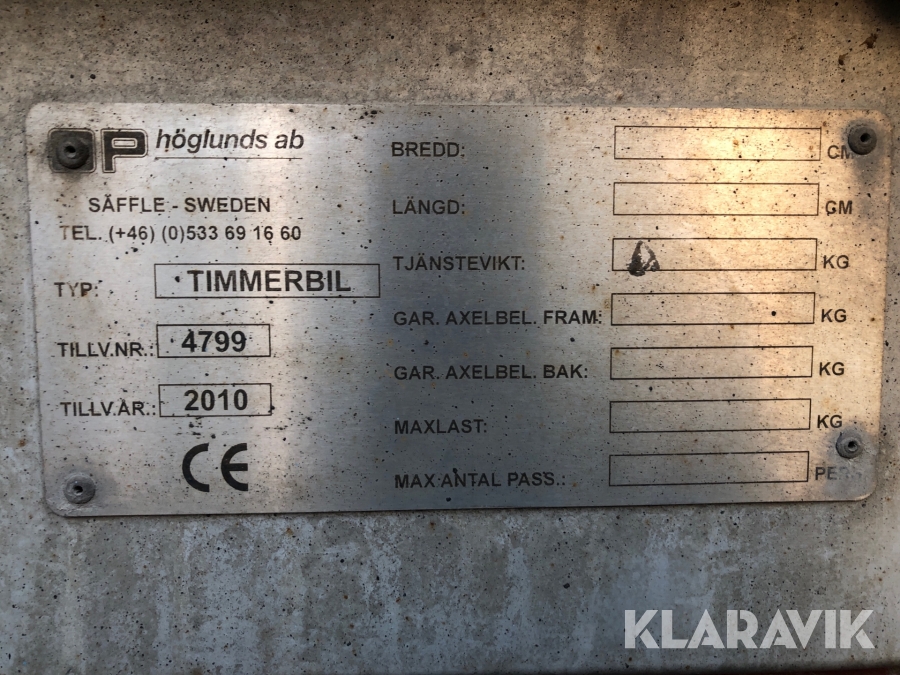 P höglunds ab
SÄFFLE - SWEDEN
TEL. (+46) (0)533 69 16 60
TYP: TIMMERBIL
TILLV.NR.: 4799
TILLV.ÅR.: 2010
CE
BREDD: CM
LÄNGD: CM
TJÄNSTEVIKT: KG
GAR. AXELBEL. FRAM: KG
GAR. AXELBEL. BAK: KG
MAXLAST: KG
MAX ANTAL PASS.:
KLARAVIK